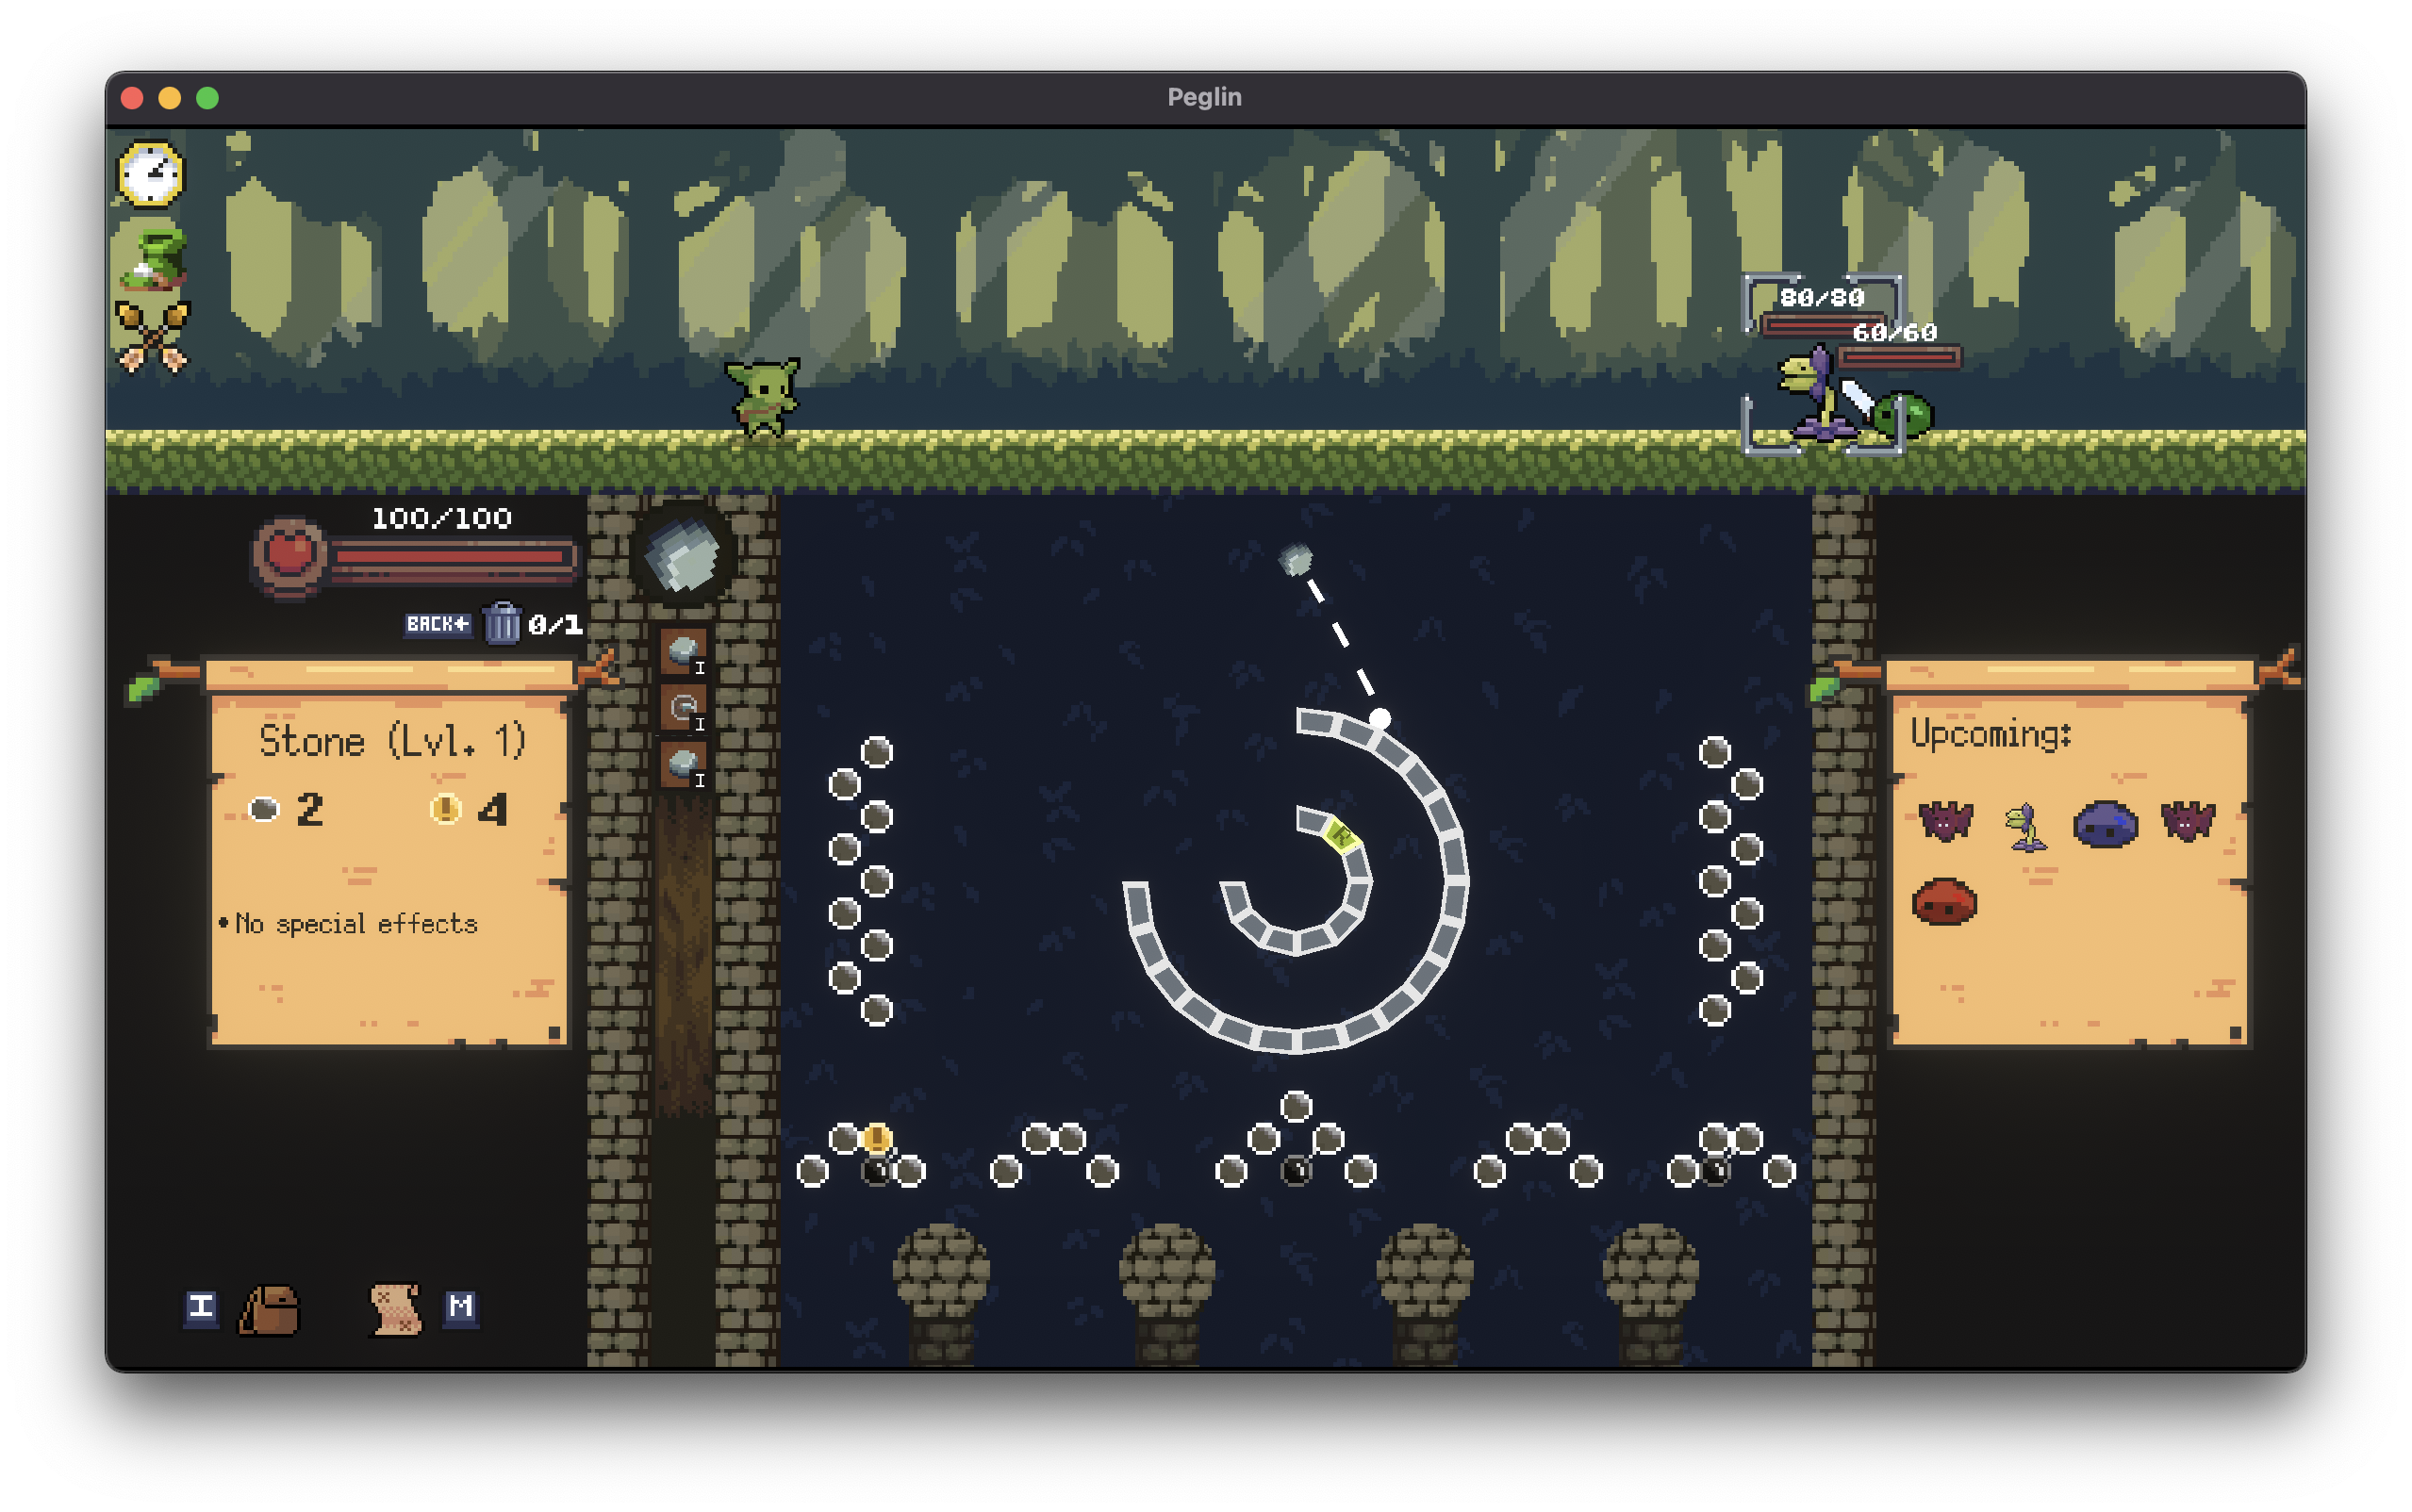 Peglin
80/80
60/60
100/100
BACK← 0/1
Stone (Lvl. 1)
2 4
•No special effects
I
I
I
Upcoming:
R
!
I M